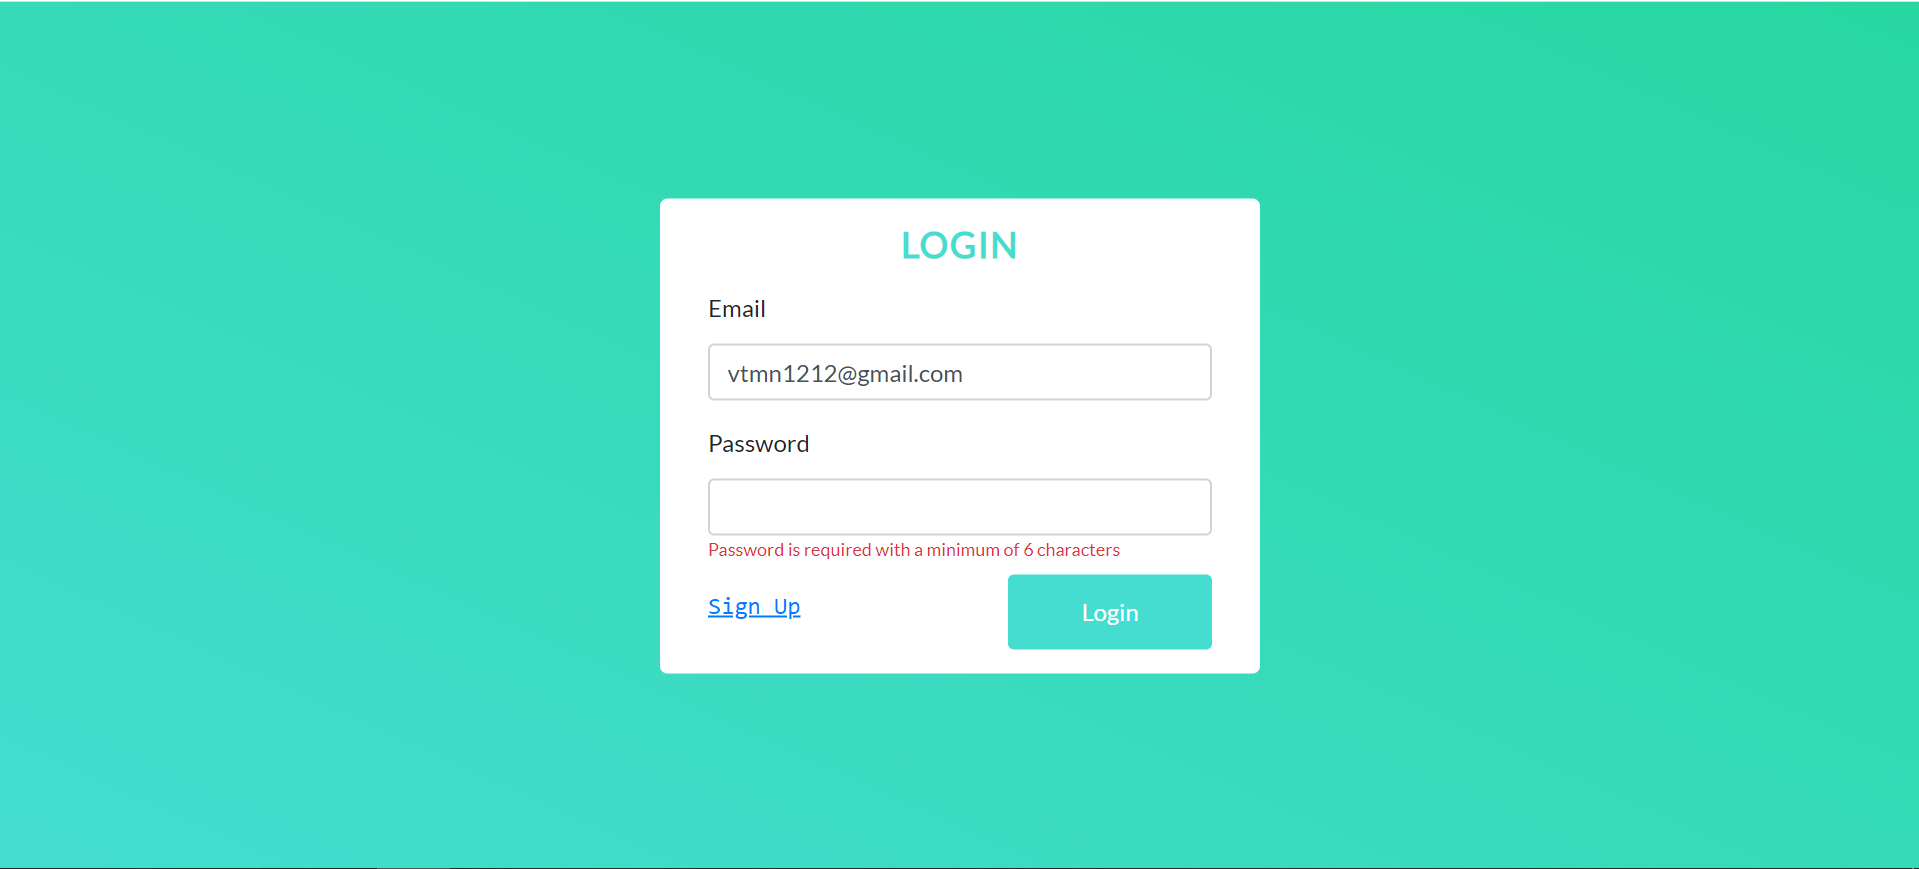 LOGIN
Email
vtmn1212@gmail.com
Password
Password is required with a minimum of 6 characters
Sign Up
Login